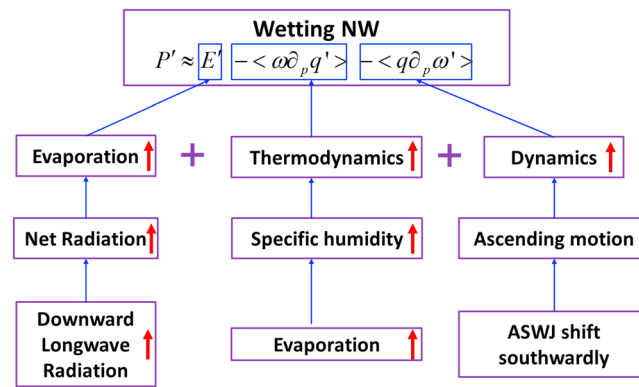 Wetting NW
P′ ≈ E′ − < ω∂ₚq' > − < q∂ₚω' >
Evaporation + Thermodynamics + Dynamics
Net Radiation Specific humidity Ascending motion
Downward
Longwave
Radiation
Evaporation
ASWJ shift
southwardly